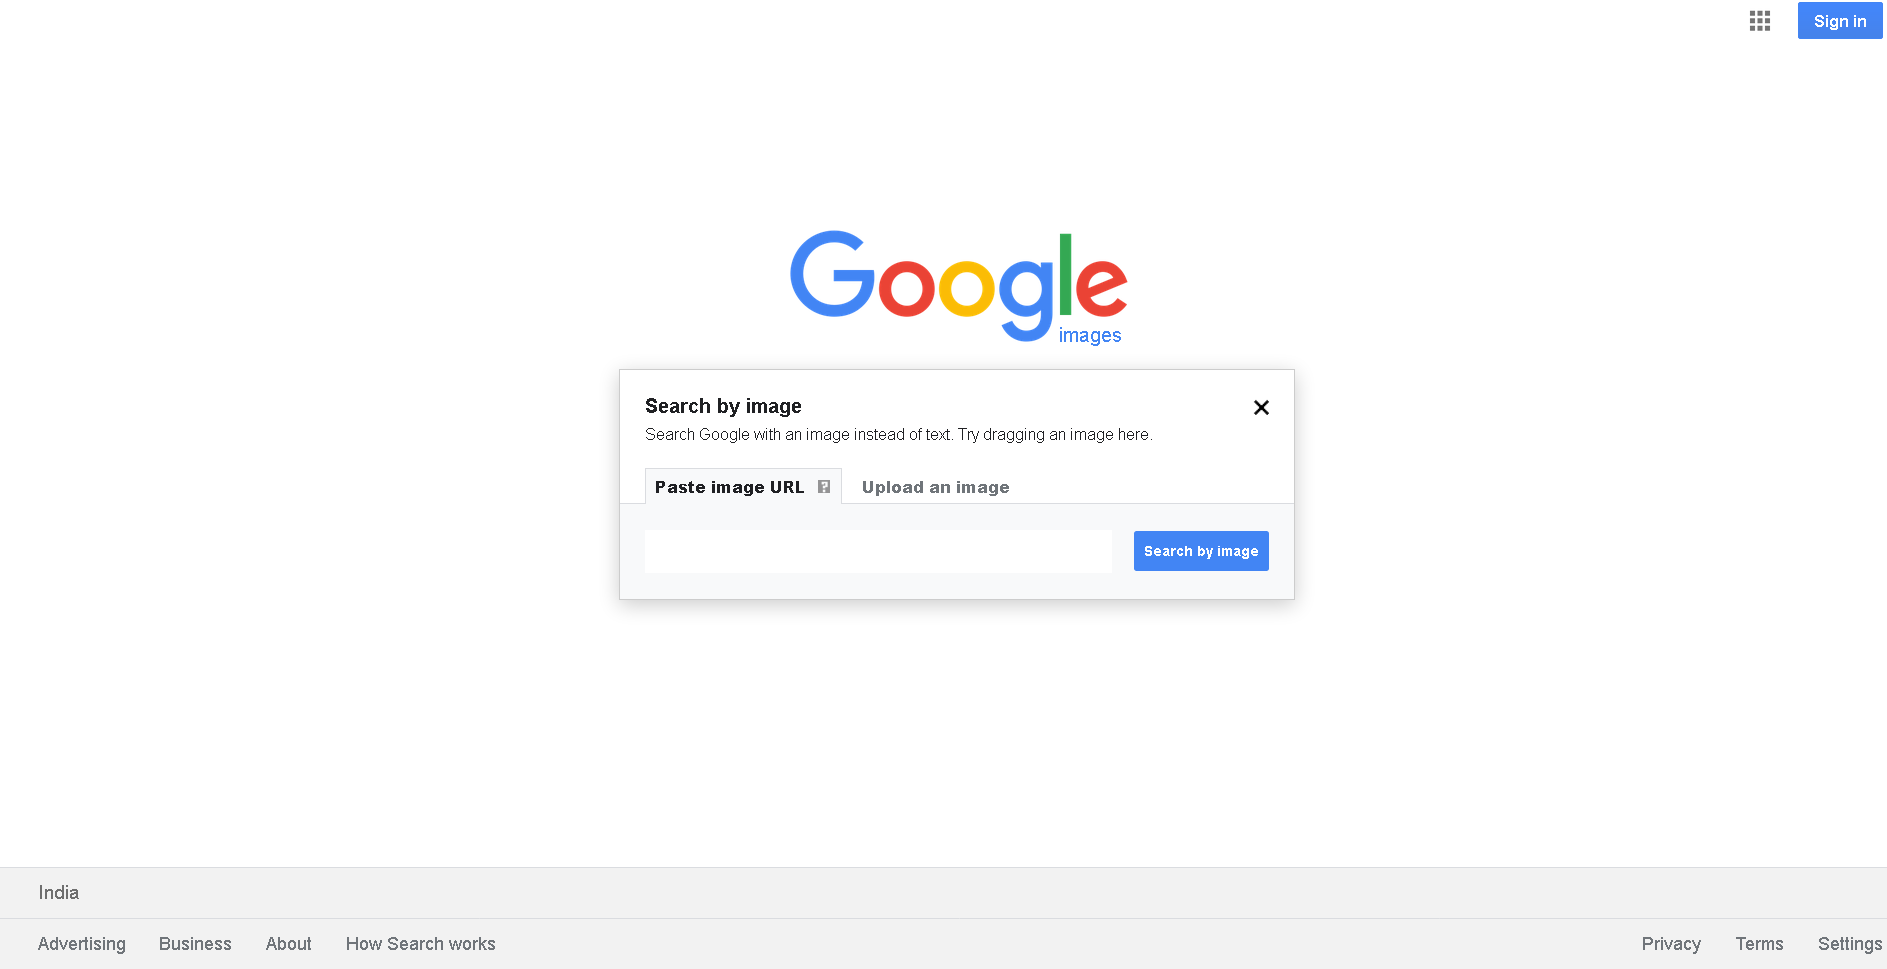 Sign in
Google
images
Search by image
Search Google with an image instead of text. Try dragging an image here.
Paste image URL ? Upload an image
Search by image
India
Advertising Business About How Search works Privacy Terms Settings